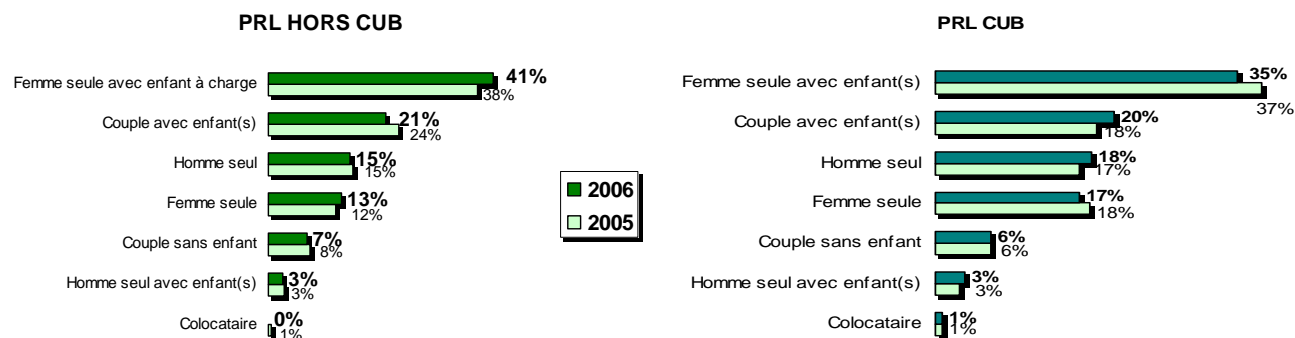 PRL HORS CUB
Femme seule avec enfant à charge
41%
38%
Couple avec enfant(s)
21%
24%
Homme seul
15%
15%
Femme seule
13%
12%
Couple sans enfant
7%
8%
Homme seul avec enfant(s)
3%
3%
Colocataire
0%
1%
2006
2005
PRL CUB
Femme seule avec enfant(s)
35%
37%
Couple avec enfant(s)
20%
18%
Homme seul
18%
17%
Femme seule
17%
18%
Couple sans enfant
6%
6%
Homme seul avec enfant(s)
3%
3%
Colocataire
1%
1%